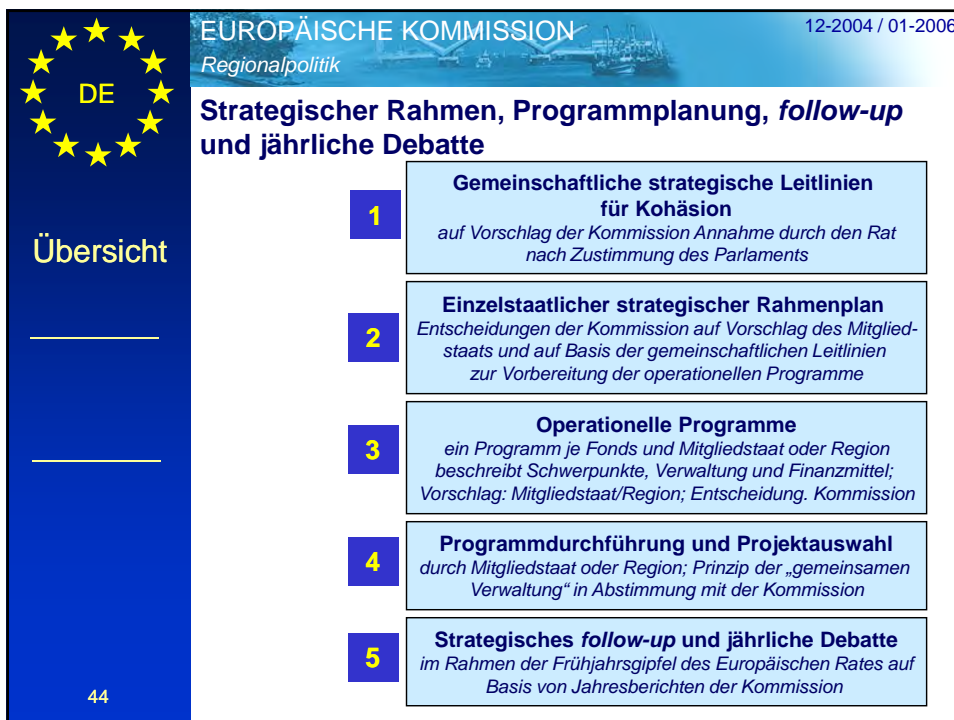 EUROPÄISCHE KOMMISSION
12-2004 / 01-2006
Regionalpolitik
DE
Strategischer Rahmen, Programmplanung, follow-up
und jährliche Debatte
Übersicht
1
Gemeinschaftliche strategische Leitlinien
für Kohäsion
auf Vorschlag der Kommission Annahme durch den Rat
nach Zustimmung des Parlaments
2
Einzelstaatlicher strategischer Rahmenplan
Entscheidungen der Kommission auf Vorschlag des Mitglied-
staats und auf Basis der gemeinschaftlichen Leitlinien
zur Vorbereitung der operationellen Programme
3
Operationelle Programme
ein Programm je Fonds und Mitgliedstaat oder Region
beschreibt Schwerpunkte, Verwaltung und Finanzmittel;
Vorschlag: Mitgliedstaat/Region; Entscheidung. Kommission
4
Programmdurchführung und Projektauswahl
durch Mitgliedstaat oder Region; Prinzip der „gemeinsamen
Verwaltung“ in Abstimmung mit der Kommission
5
Strategisches follow-up und jährliche Debatte
im Rahmen der Frühjahrsgipfel des Europäischen Rates auf
Basis von Jahresberichten der Kommission
44